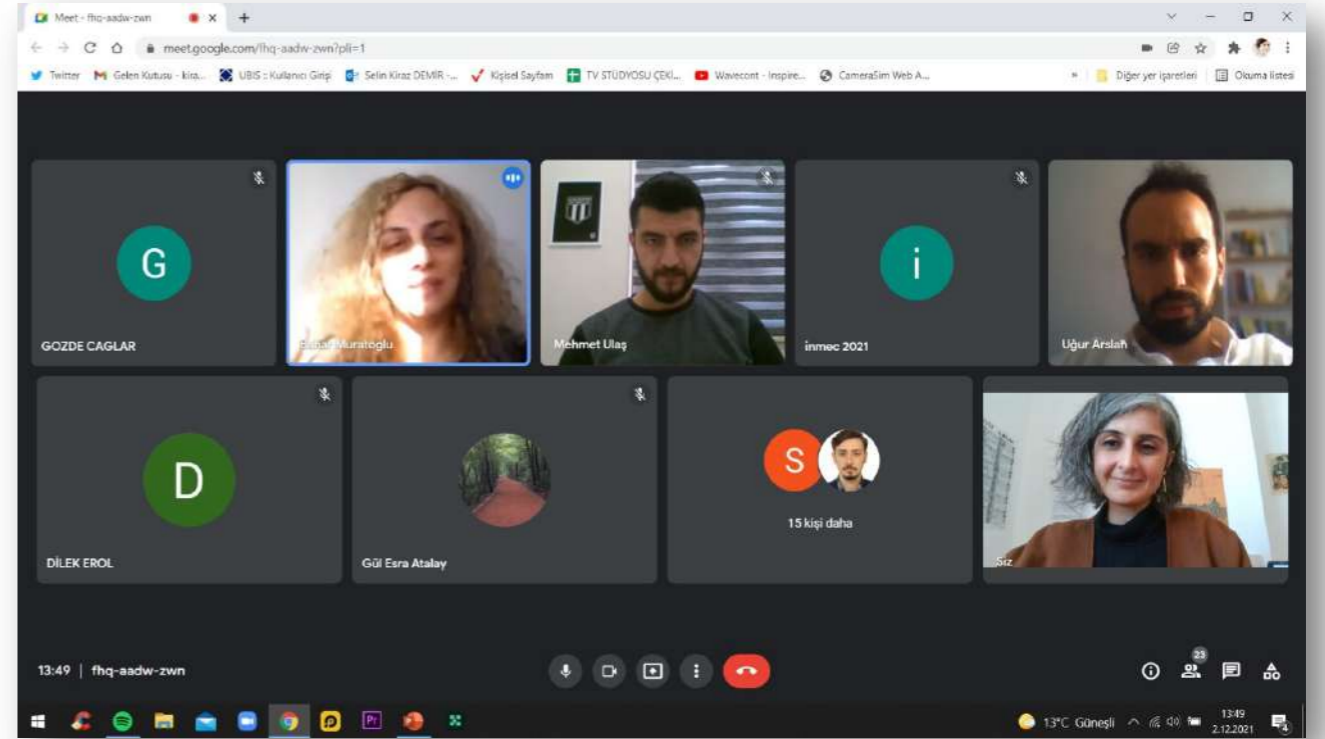 Meet - fhq-aadw-zwn
meet.google.com/fhq-aadw-zwn?pli=1
Twitter
Gelen Kutusu - kira...
UBIS :: Kullanıcı Girişi
Selin Kiraz DEMİR -...
Kişisel Sayfam
TV STÜDYOSU ÇEKİ...
Wavecont - Inspire...
CameraSim Web A...
»
Diğer yer işaretleri
Okuma listesi
G
GOZDE CAGLAR
Muratoglu
Mehmet Ulaş
i
inmec 2021
Uğur Arslan
D
DİLEK EROL
Gül Esra Atalay
S
15 kişi daha
Siz
13:49 | fhq-aadw-zwn
23
Pr
13°C Güneşli
13:49
2.12.2021
4